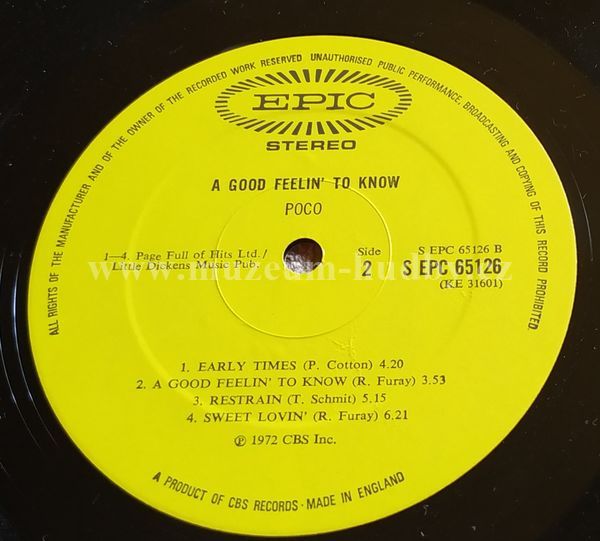 ALL RIGHTS OF THE MANUFACTURER AND OF THE OWNER OF THE RECORDED WORK RESERVED UNAUTHORISED PUBLIC PERFORMANCE, BROADCASTING AND COPYING OF THIS RECORD PROHIBITED
EPIC
STEREO
A GOOD FEELIN' TO KNOW
POCO
1—4. Page Full of Hits Ltd./
Little Dickens Music Pub.
Side
2
S EPC 65126 B
S EPC 65126
(KE 31601)
www.muzeum-hudby.cz
1. EARLY TIMES (P. Cotton) 4.20
2. A GOOD FEELIN' TO KNOW (R. Furay) 3.53
3. RESTRAIN (T. Schmit) 5.15
4. SWEET LOVIN' (R. Furay) 6.21
℗ 1972 CBS Inc.
A PRODUCT OF CBS RECORDS · MADE IN ENGLAND